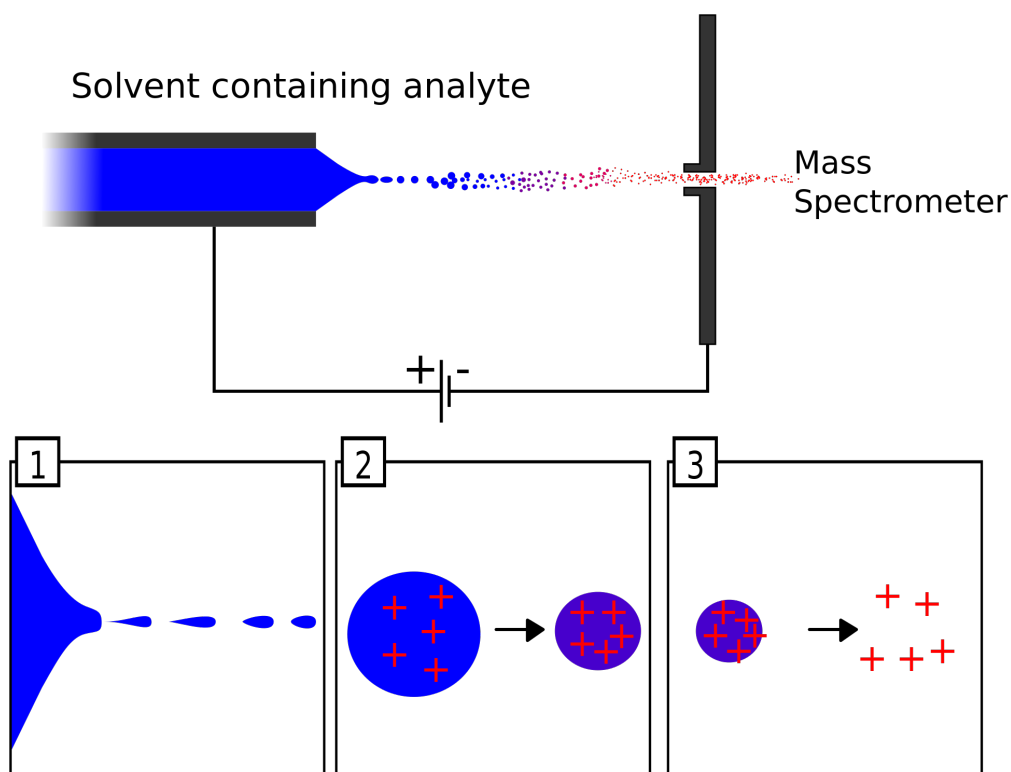 Solvent containing analyte
Mass
Spectrometer
+ -
1
2
3